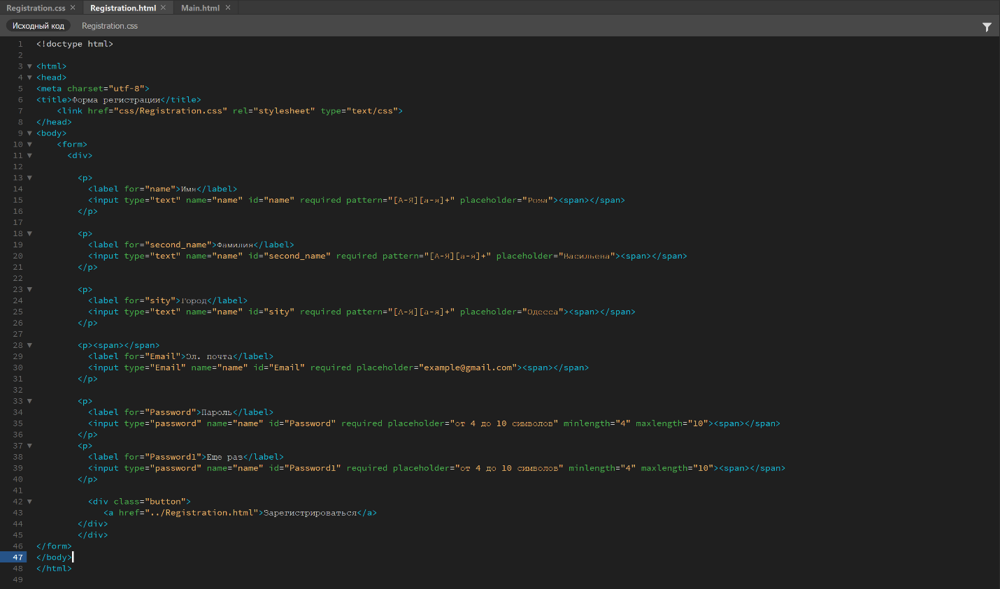 Registration.css × Registration.html × Main.html ×
Исходный код Registration.css
1 <!doctype html>
2
3 <html>
4 <head>
5 <meta charset="utf-8">
6 <title>Форма регистрации</title>
7 <link href="css/Registration.css" rel="stylesheet" type="text/css">
8 </head>
9 <body>
10 <form>
11 <div>
12
13 <p>
14 <label for="name">Имя</label>
15 <input type="text" name="name" id="name" required pattern="[А-Я][а-я]+" placeholder="Роза"><span></span>
16 </p>
17
18 <p>
19 <label for="second_name">Фамилия</label>
20 <input type="text" name="name" id="second_name" required pattern="[А-Я][а-я]+" placeholder="Васильева"><span></span>
21 </p>
22
23 <p>
24 <label for="sity">Город</label>
25 <input type="text" name="name" id="sity" required pattern="[А-Я][а-я]+" placeholder="Одесса"><span></span>
26 </p>
27
28 <p><span></span>
29 <label for="Email">Эл. почта</label>
30 <input type="Email" name="name" id="Email" required placeholder="example@gmail.com"><span></span>
31 </p>
32
33 <p>
34 <label for="Password">Пароль</label>
35 <input type="password" name="name" id="Password" required placeholder="от 4 до 10 символов" minlength="4" maxlength="10"><span></span>
36 </p>
37 <p>
38 <label for="Password1">Еще раз</label>
39 <input type="password" name="name" id="Password1" required placeholder="от 4 до 10 символов" minlength="4" maxlength="10"><span></span>
40 </p>
41
42 <div class="button">
43 <a href="../Registration.html">Зарегистрироваться</a>
44 </div>
45 </div>
46 </form>
47 </body>
48 </html>
49